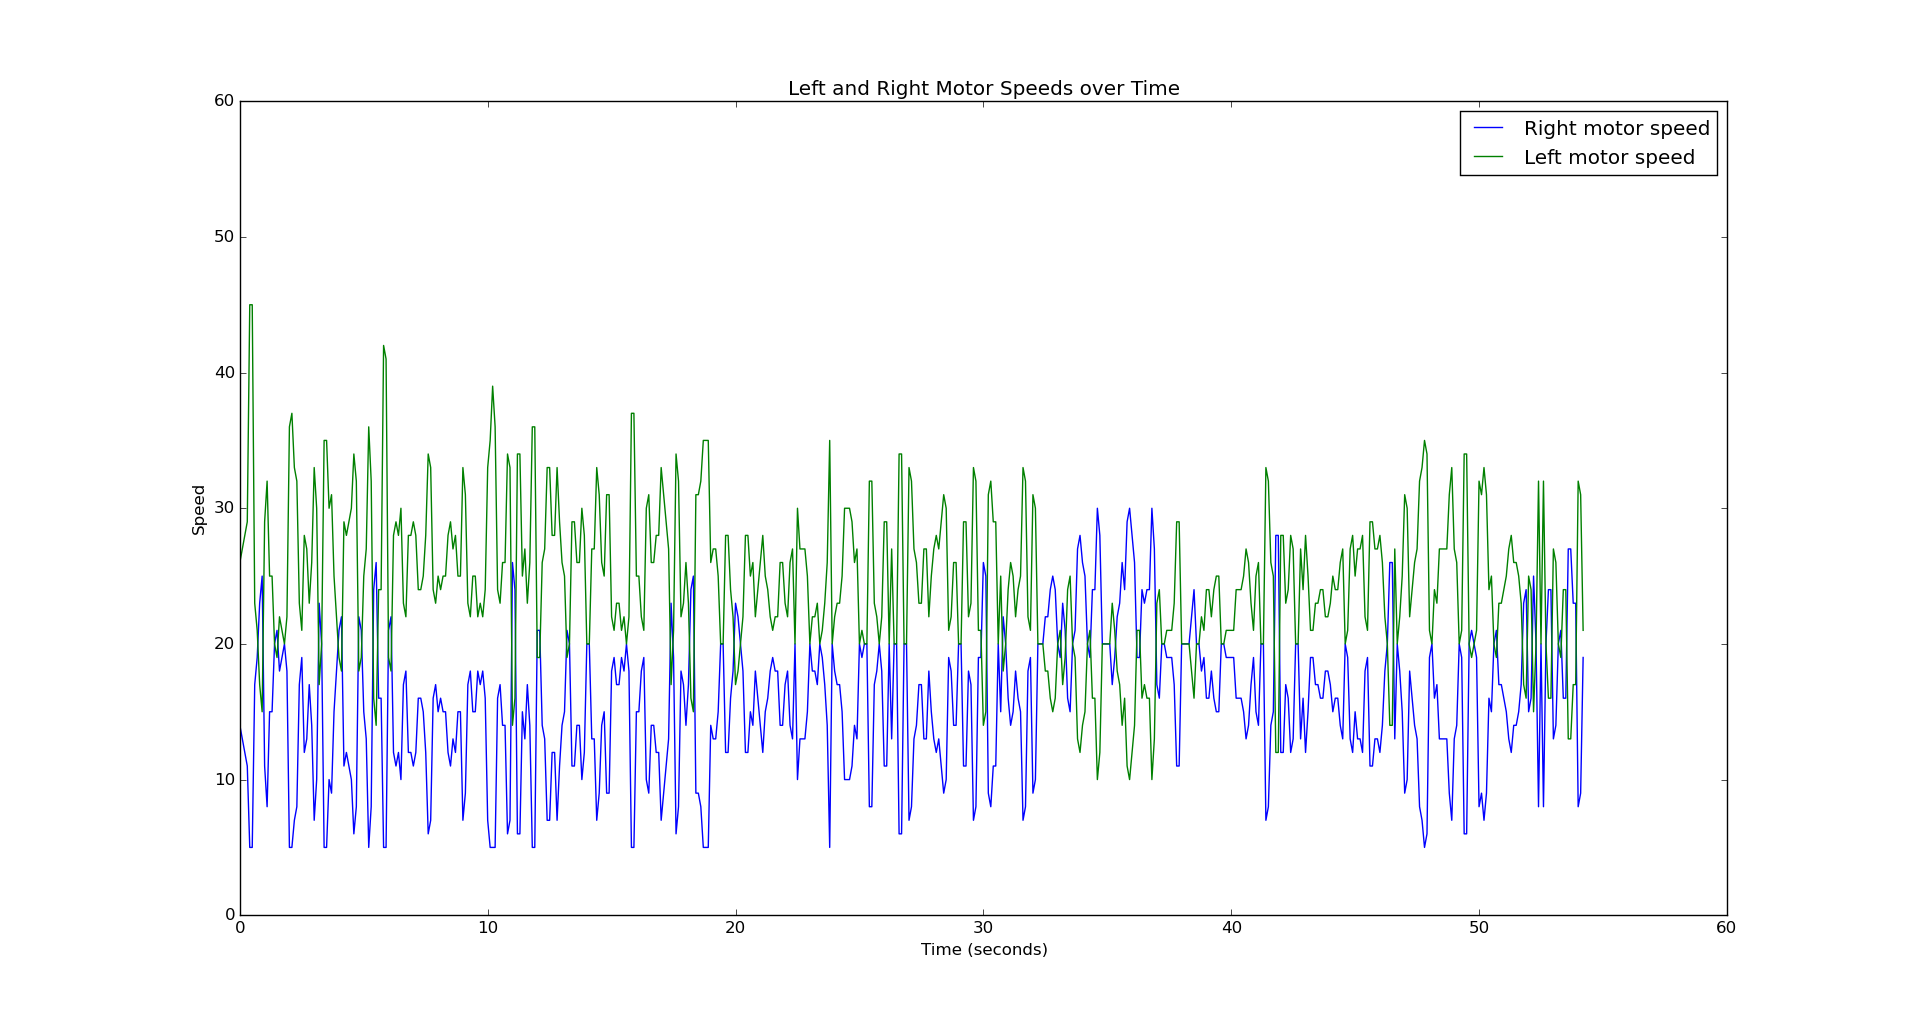 Left and Right Motor Speeds over Time
Right motor speed
Left motor speed
60
50
40
30
20
10
0
Speed
0 10 20 30 40 50 60
Time (seconds)